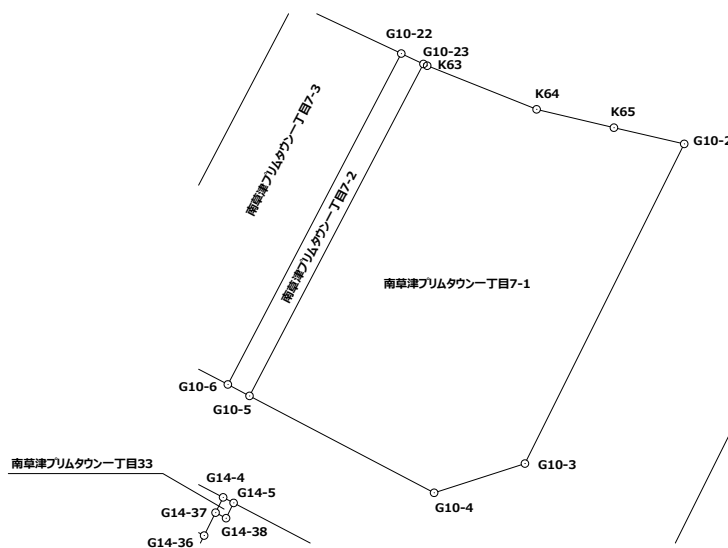 G10-22
G10-23
K63
K64
K65
G10-2
南草津プリムタウン一丁目7-3
南草津プリムタウン一丁目7-2
南草津プリムタウン一丁目7-1
G10-6
G10-5
G10-3
G10-4
南草津プリムタウン一丁目33
G14-4
G14-5
G14-37
G14-38
G14-36